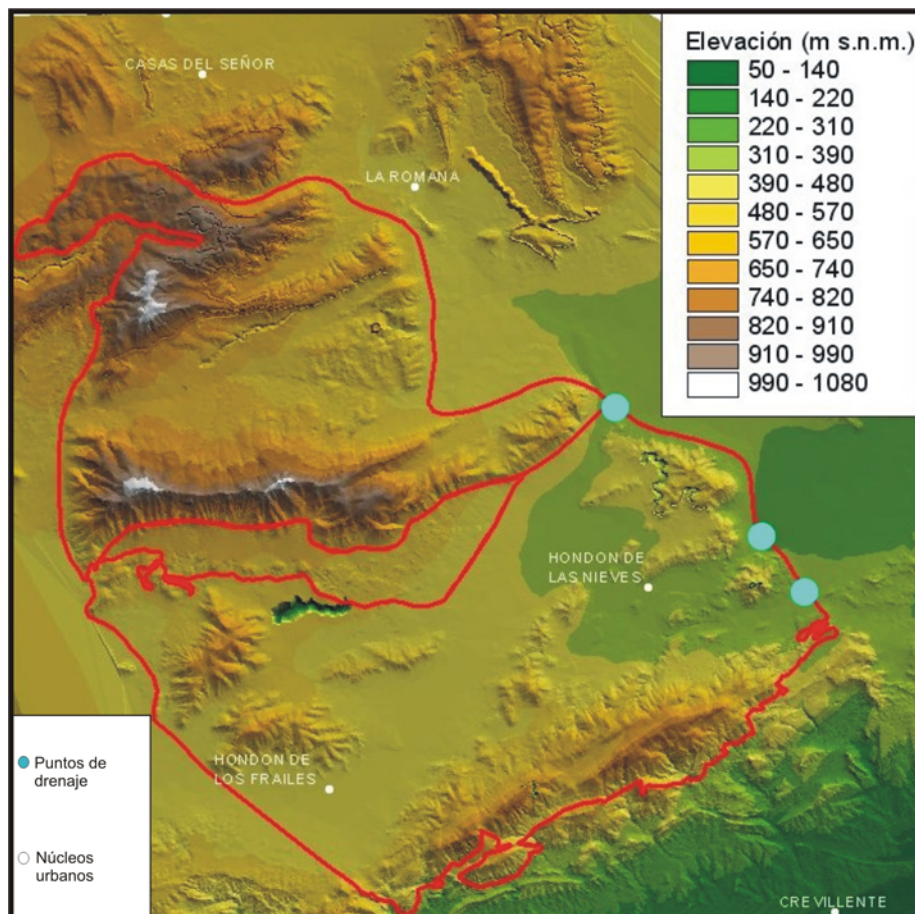 CASAS DEL SEÑOR
LA ROMANA
Elevación (m s.n.m.)
50 - 140
140 - 220
220 - 310
310 - 390
390 - 480
480 - 570
570 - 650
650 - 740
740 - 820
820 - 910
910 - 990
990 - 1080
HONDON DE
LAS NIEVES
HONDON DE
LOS FRAILES
Puntos de
drenaje
Núcleos
urbanos
CREVILLENTE